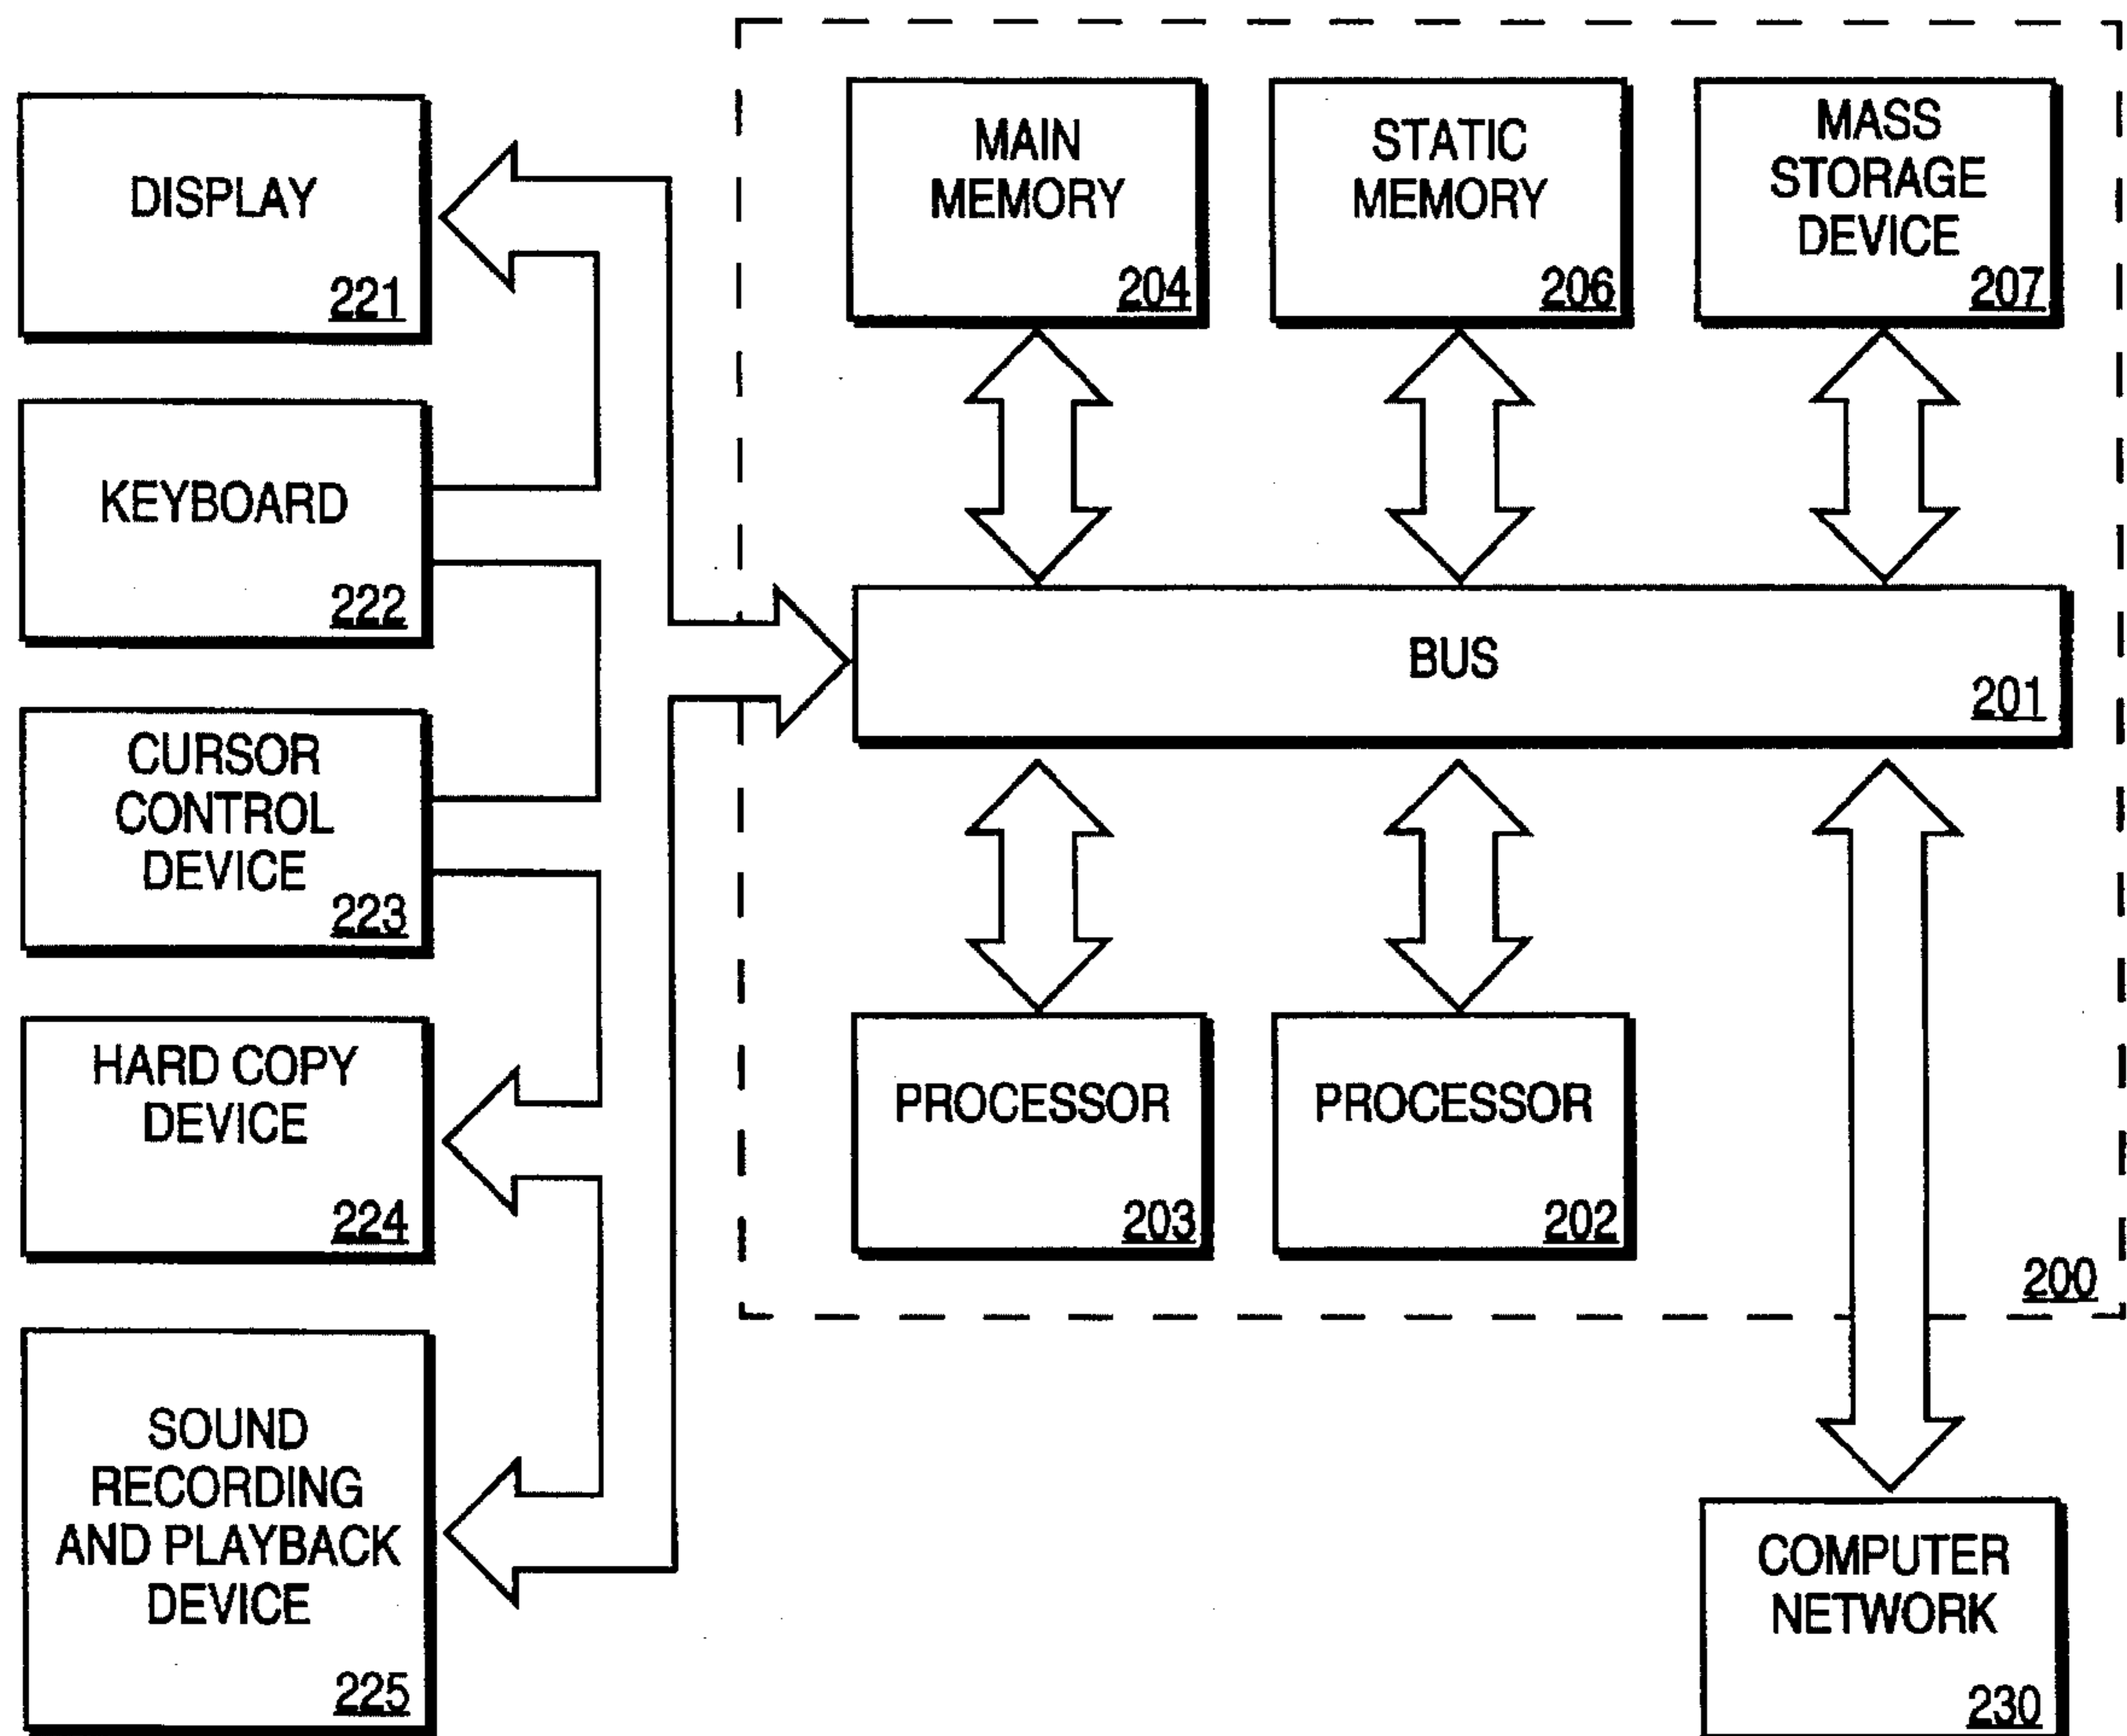 DISPLAY
221
KEYBOARD
222
CURSOR
CONTROL
DEVICE
223
HARD COPY
DEVICE
224
SOUND
RECORDING
AND PLAYBACK
DEVICE
225
MAIN
MEMORY
204
STATIC
MEMORY
206
MASS
STORAGE
DEVICE
207
BUS
201
PROCESSOR
203
PROCESSOR
202
200
COMPUTER
NETWORK
230